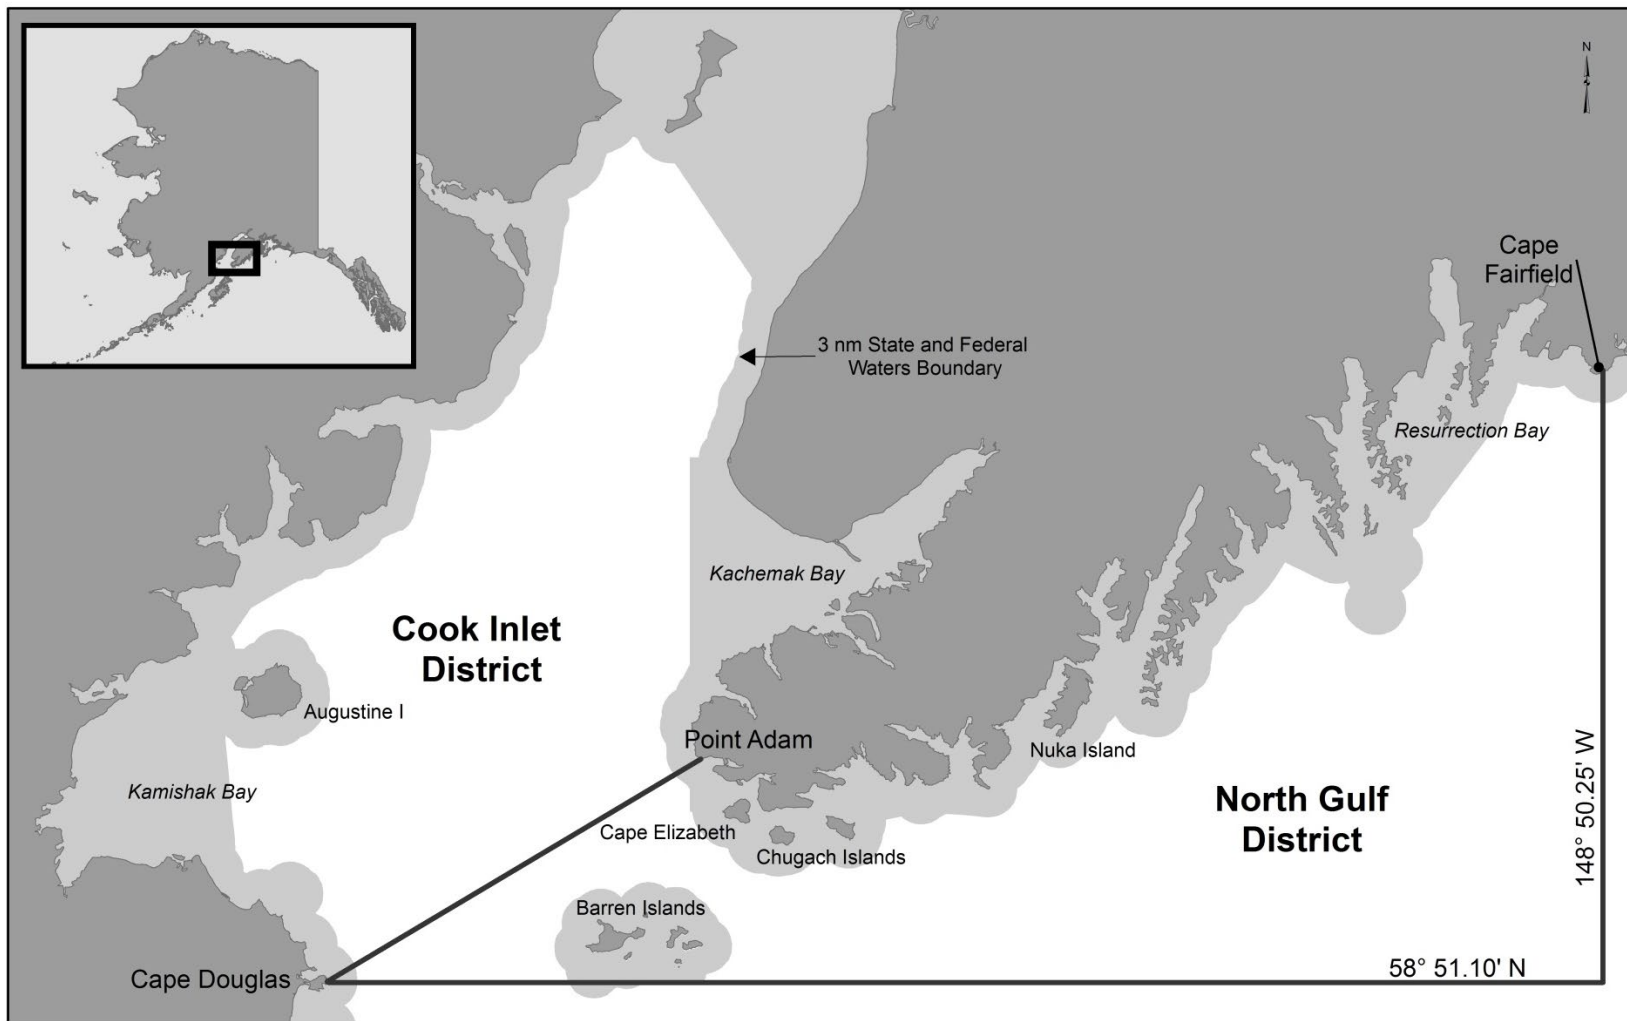 N
Cape
Fairfield
3 nm State and Federal
Waters Boundary
Resurrection Bay
Kachemak Bay
Cook Inlet
District
Augustine I
Point Adam
Nuka Island
Kamishak Bay
North Gulf
District
148° 50.25' W
Cape Elizabeth
Chugach Islands
Barren Islands
Cape Douglas
58° 51.10' N